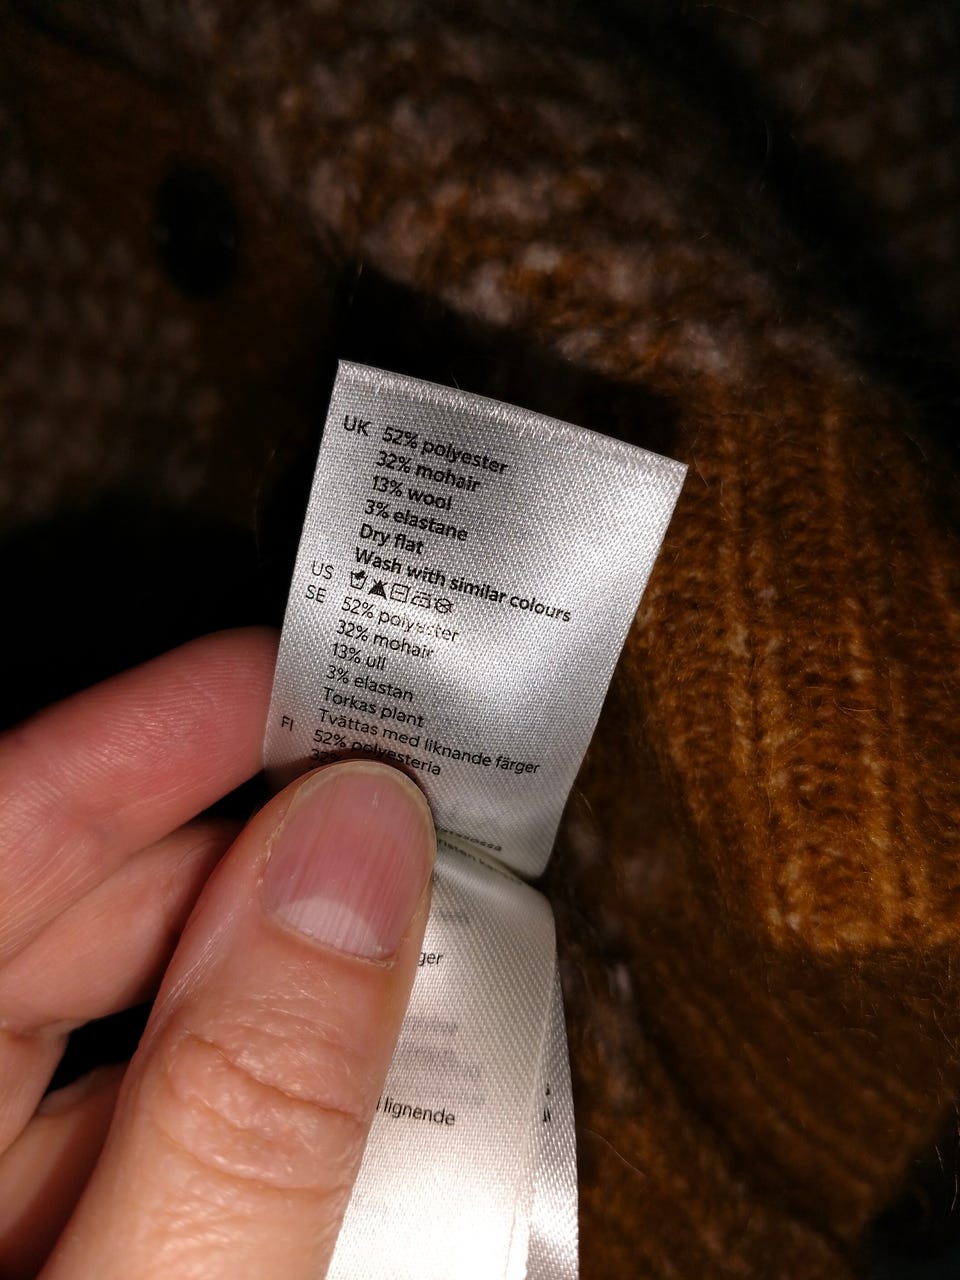 UK 52% polyester
32% mohair
13% wool
3% elastane
Dry flat
Wash with similar colours
US
SE 52% polyester
32% mohair
13% ull
3% elastan
Torkas plant
Tvättas med liknande färger
FI 52% polyesteria
32%
lignende